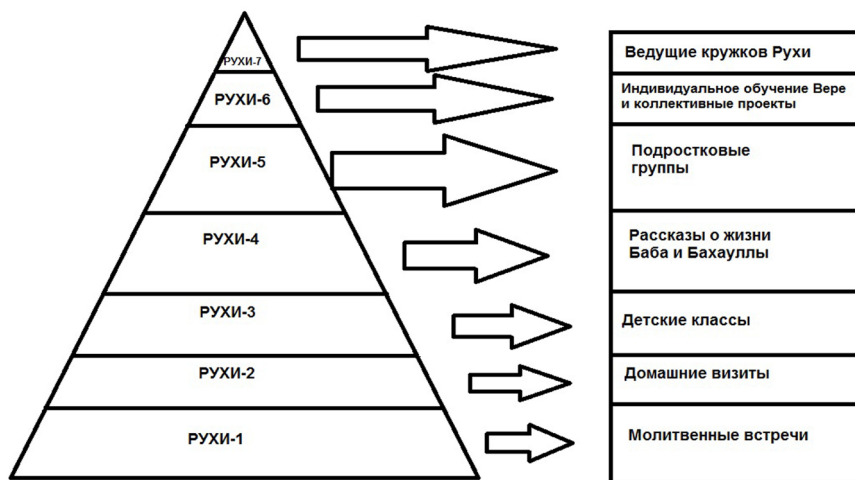 РУХИ-7
Ведущие кружков Рухи
РУХИ-6
Индивидуальное обучение Вере
и коллективные проекты
РУХИ-5
Подростковые
группы
РУХИ-4
Рассказы о жизни
Баба и Бахауллы
РУХИ-3
Детские классы
РУХИ-2
Домашние визиты
РУХИ-1
Молитвенные встречи